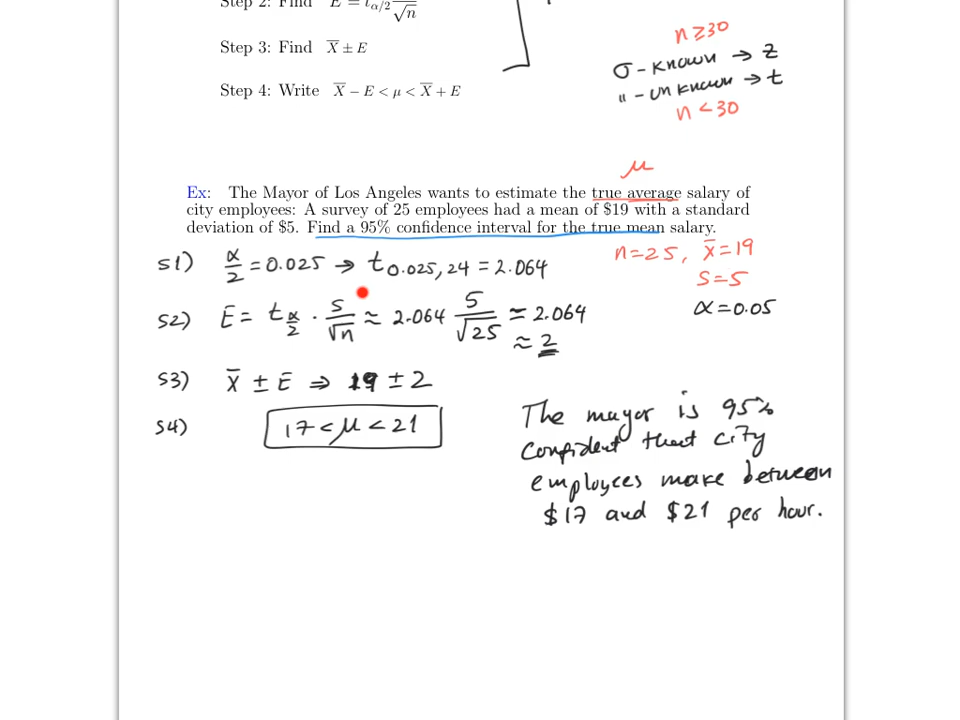 Step 2: Find E = t_{α/2} √n
Step 3: Find X̅ ± E
Step 4: Write X̅ − E < μ < X̅ + E
n ≥ 30
σ - known → z
" - unknown → t
n < 30
μ
Ex: The Mayor of Los Angeles wants to estimate the true average salary of
city employees: A survey of 25 employees had a mean of $19 with a standard
deviation of $5. Find a 95% confidence interval for the true mean salary.
n=25, x̅=19
s=5
α=0.05
S1) α/2 = 0.025 → t_{0.025, 24} = 2.064
S2) E = t_{α/2} · s/√n ≈ 2.064 5/√25 ≈ 2.064
≈ 2
S3) X̅ ± E ⇒ 19 ± 2
S4) 17 < μ < 21
The mayor is 95%
confident that city
employees make between
$17 and $21 per hour.